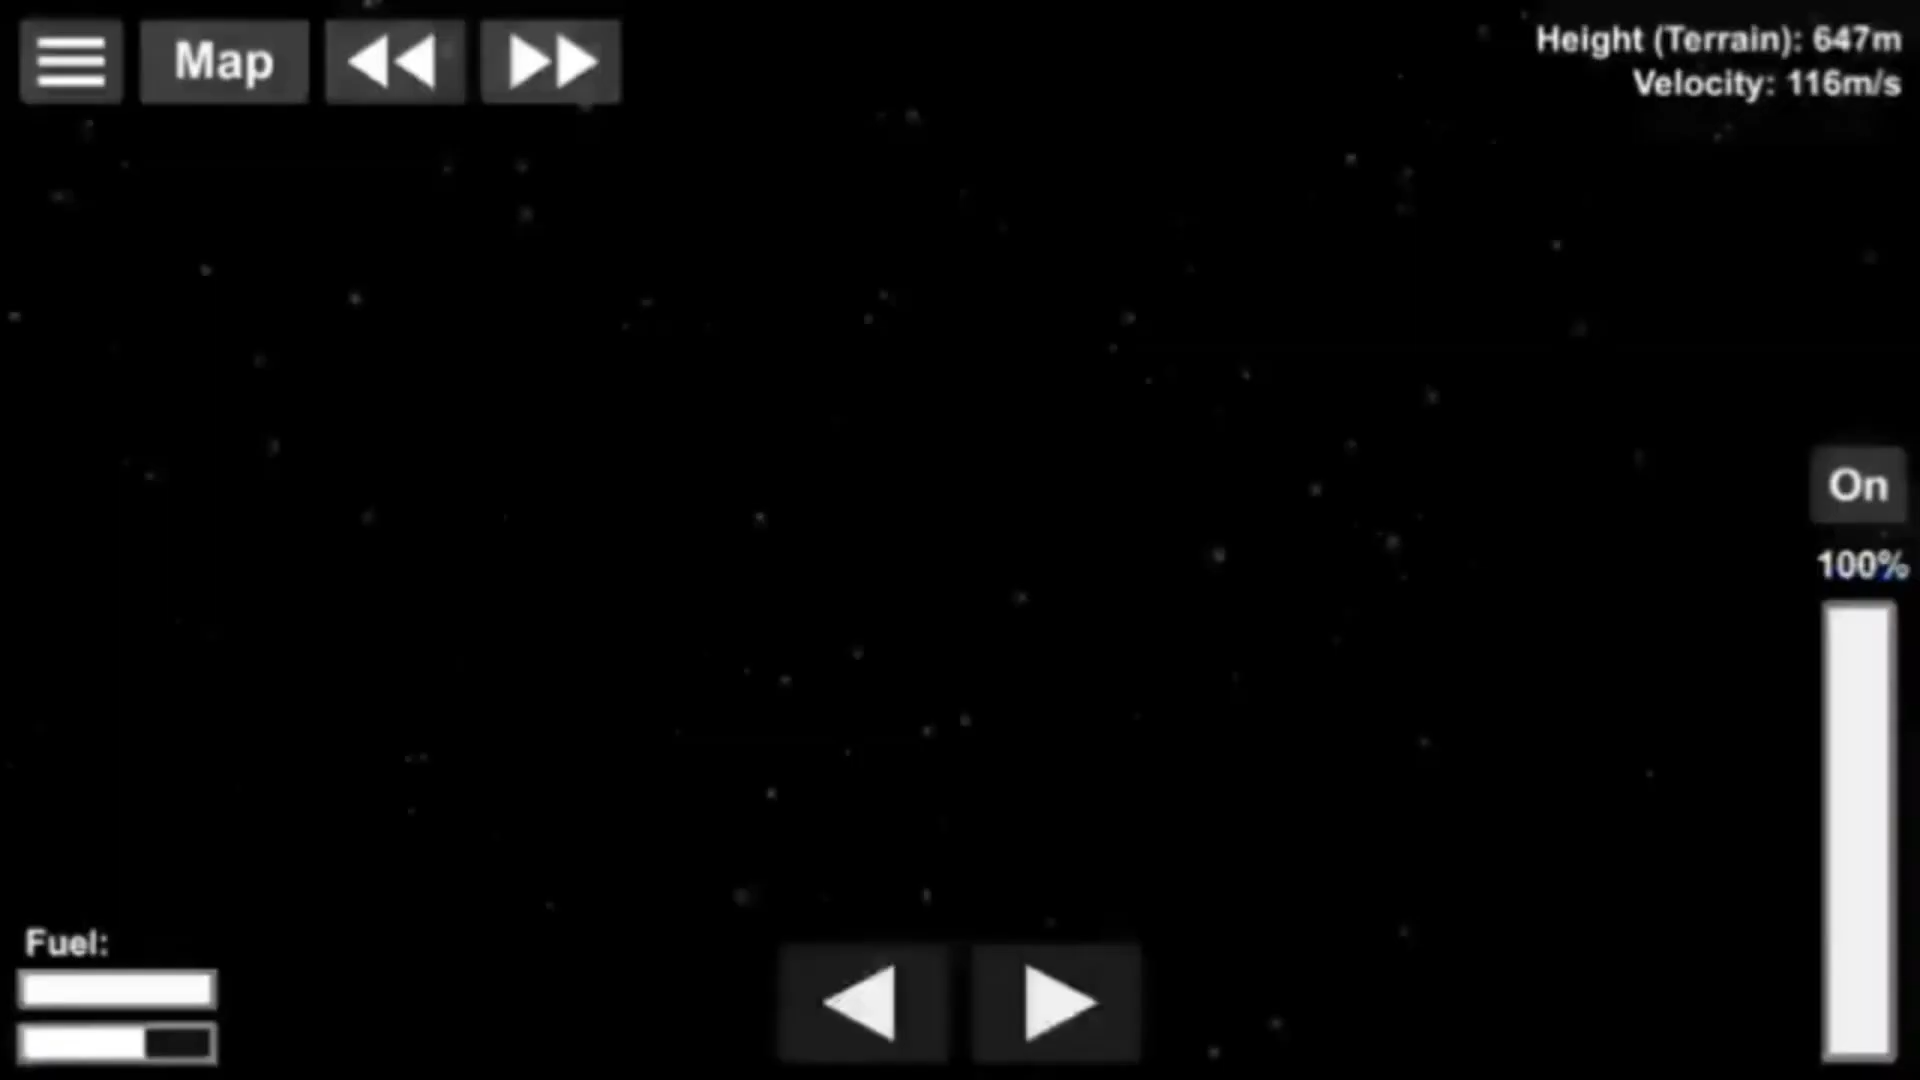 Map
Height (Terrain): 647m
Velocity: 116m/s
On
100%
Fuel: